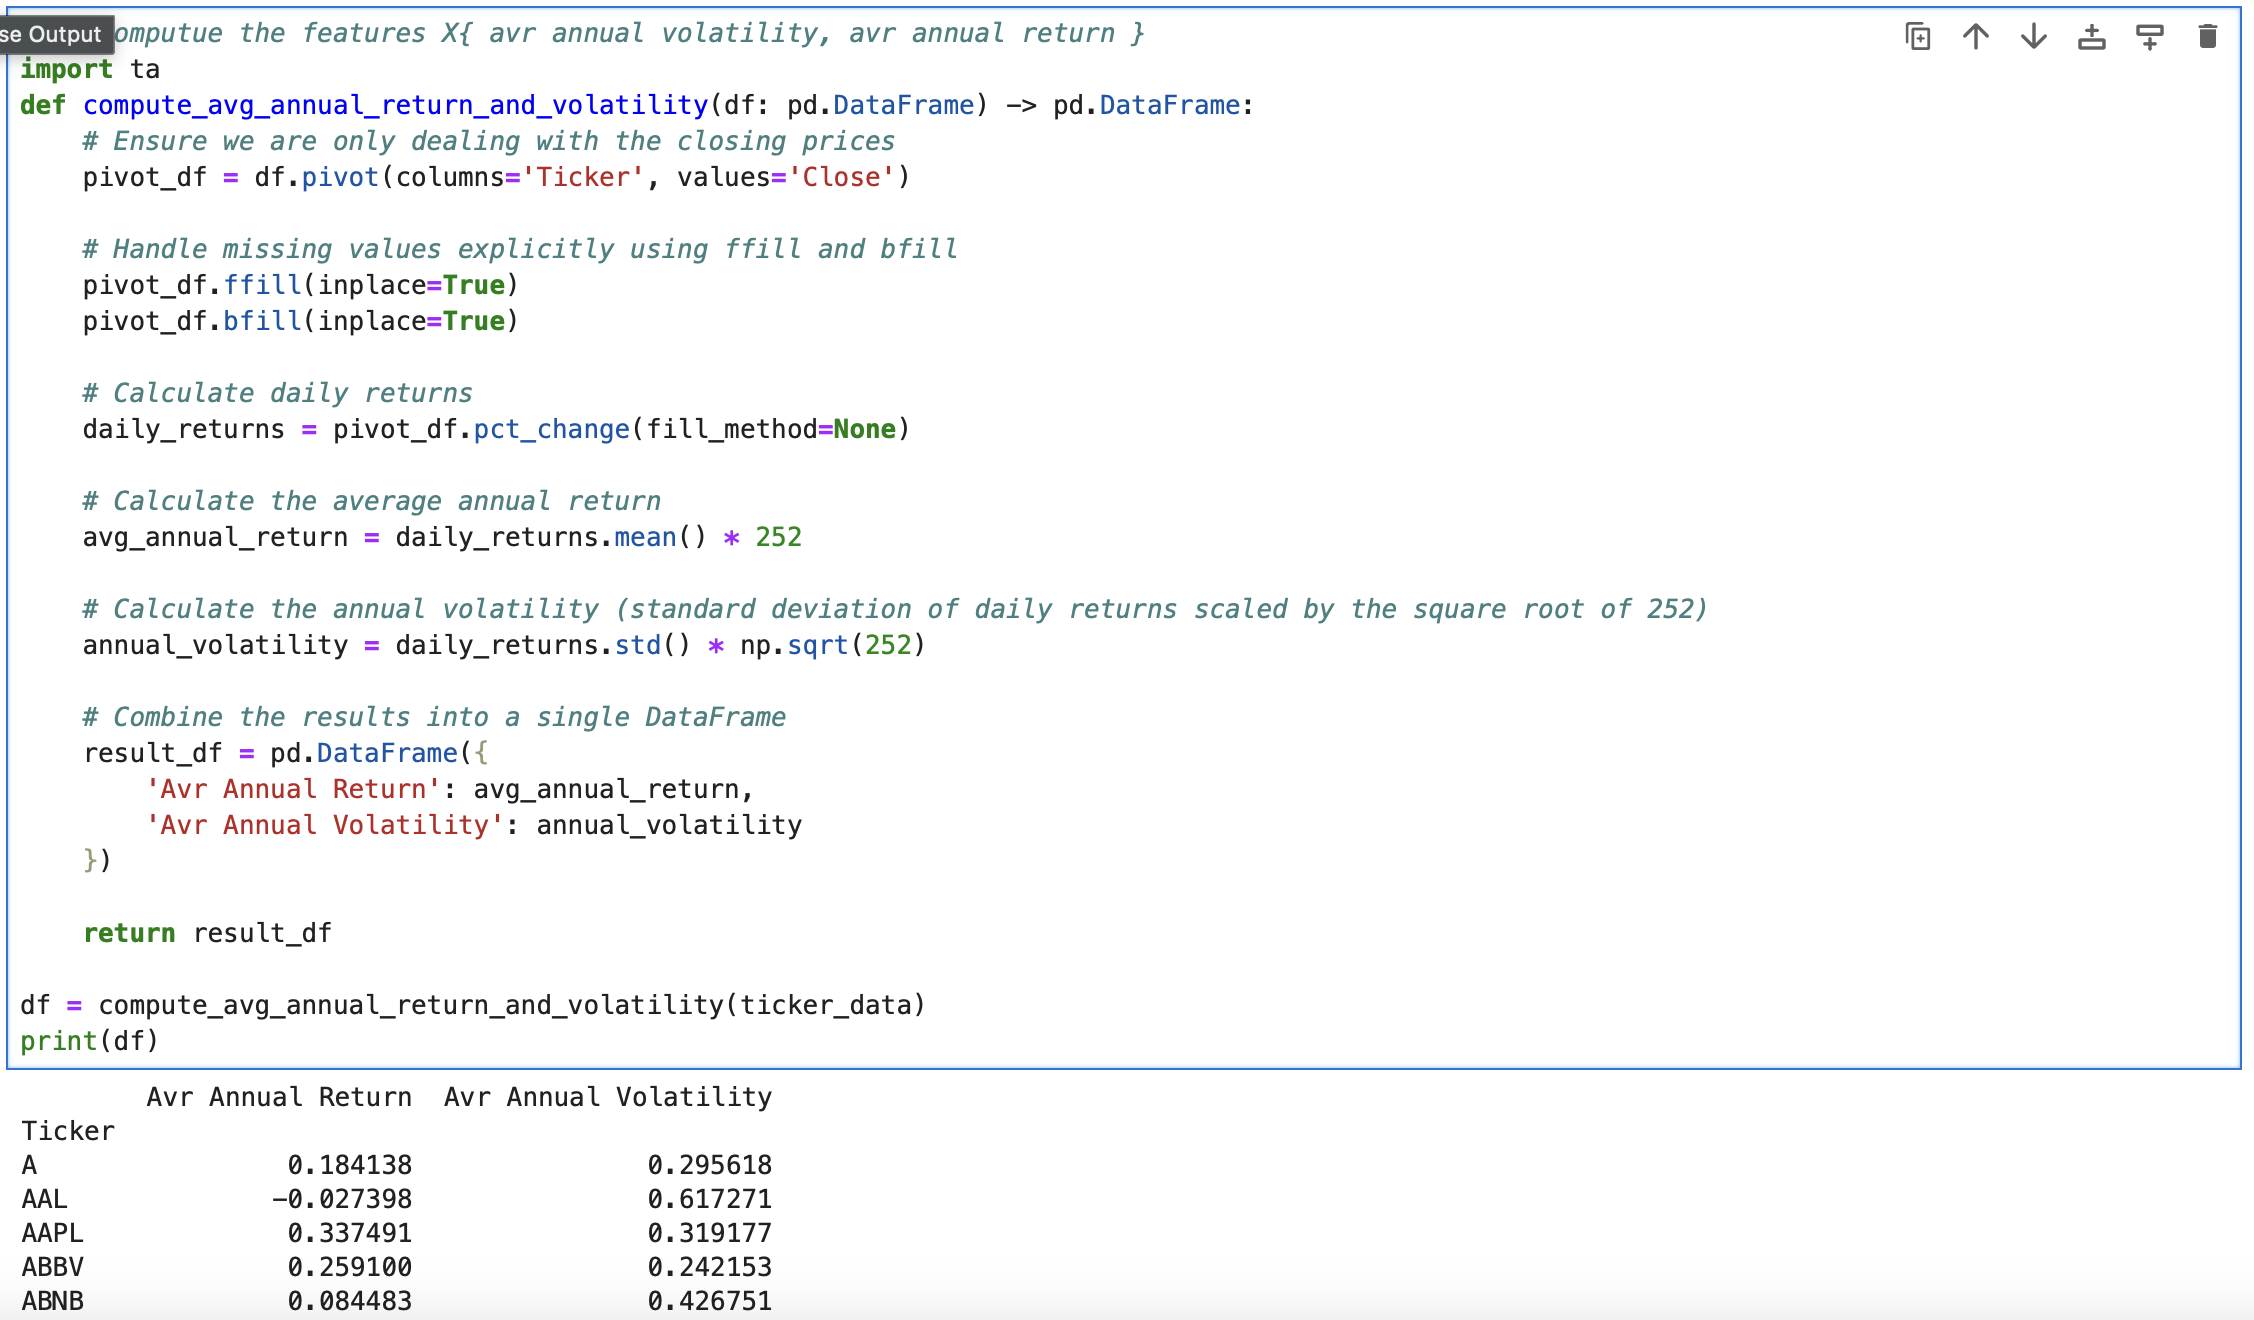 se Output
omputue the features X{ avr annual volatility, avr annual return }
import ta
def compute_avg_annual_return_and_volatility(df: pd.DataFrame) -> pd.DataFrame:
    # Ensure we are only dealing with the closing prices
    pivot_df = df.pivot(columns='Ticker', values='Close')

    # Handle missing values explicitly using ffill and bfill
    pivot_df.ffill(inplace=True)
    pivot_df.bfill(inplace=True)

    # Calculate daily returns
    daily_returns = pivot_df.pct_change(fill_method=None)

    # Calculate the average annual return
    avg_annual_return = daily_returns.mean() * 252

    # Calculate the annual volatility (standard deviation of daily returns scaled by the square root of 252)
    annual_volatility = daily_returns.std() * np.sqrt(252)

    # Combine the results into a single DataFrame
    result_df = pd.DataFrame({
        'Avr Annual Return': avg_annual_return,
        'Avr Annual Volatility': annual_volatility
    })

    return result_df

df = compute_avg_annual_return_and_volatility(ticker_data)
print(df)
        Avr Annual Return  Avr Annual Volatility
Ticker
A                0.184138               0.295618
AAL             -0.027398               0.617271
AAPL             0.337491               0.319177
ABBV             0.259100               0.242153
ABNB             0.084483               0.426751